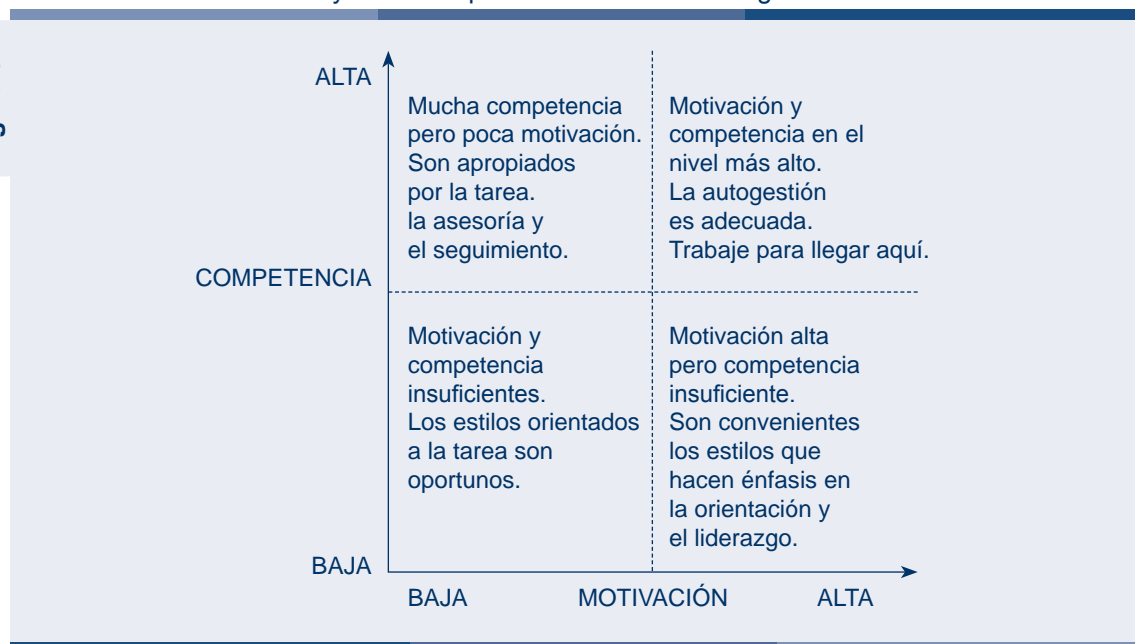 ALTA
Mucha competencia
pero poca motivación.
Son apropiados
por la tarea.
la asesoría y
el seguimiento.
Motivación y
competencia en el
nivel más alto.
La autogestión
es adecuada.
Trabaje para llegar aquí.
COMPETENCIA
Motivación y
competencia
insuficientes.
Los estilos orientados
a la tarea son
oportunos.
Motivación alta
pero competencia
insuficiente.
Son convenientes
los estilos que
hacen énfasis en
la orientación y
el liderazgo.
BAJA
BAJA MOTIVACIÓN ALTA